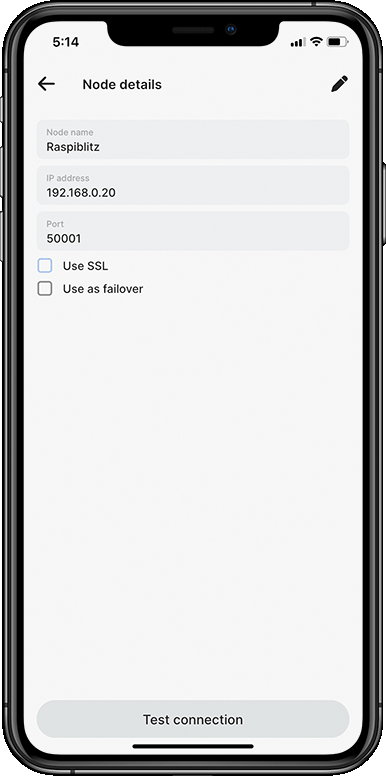 5:14
Node details
Node name
Raspiblitz
IP address
192.168.0.20
Port
50001
Use SSL
Use as failover
Test connection